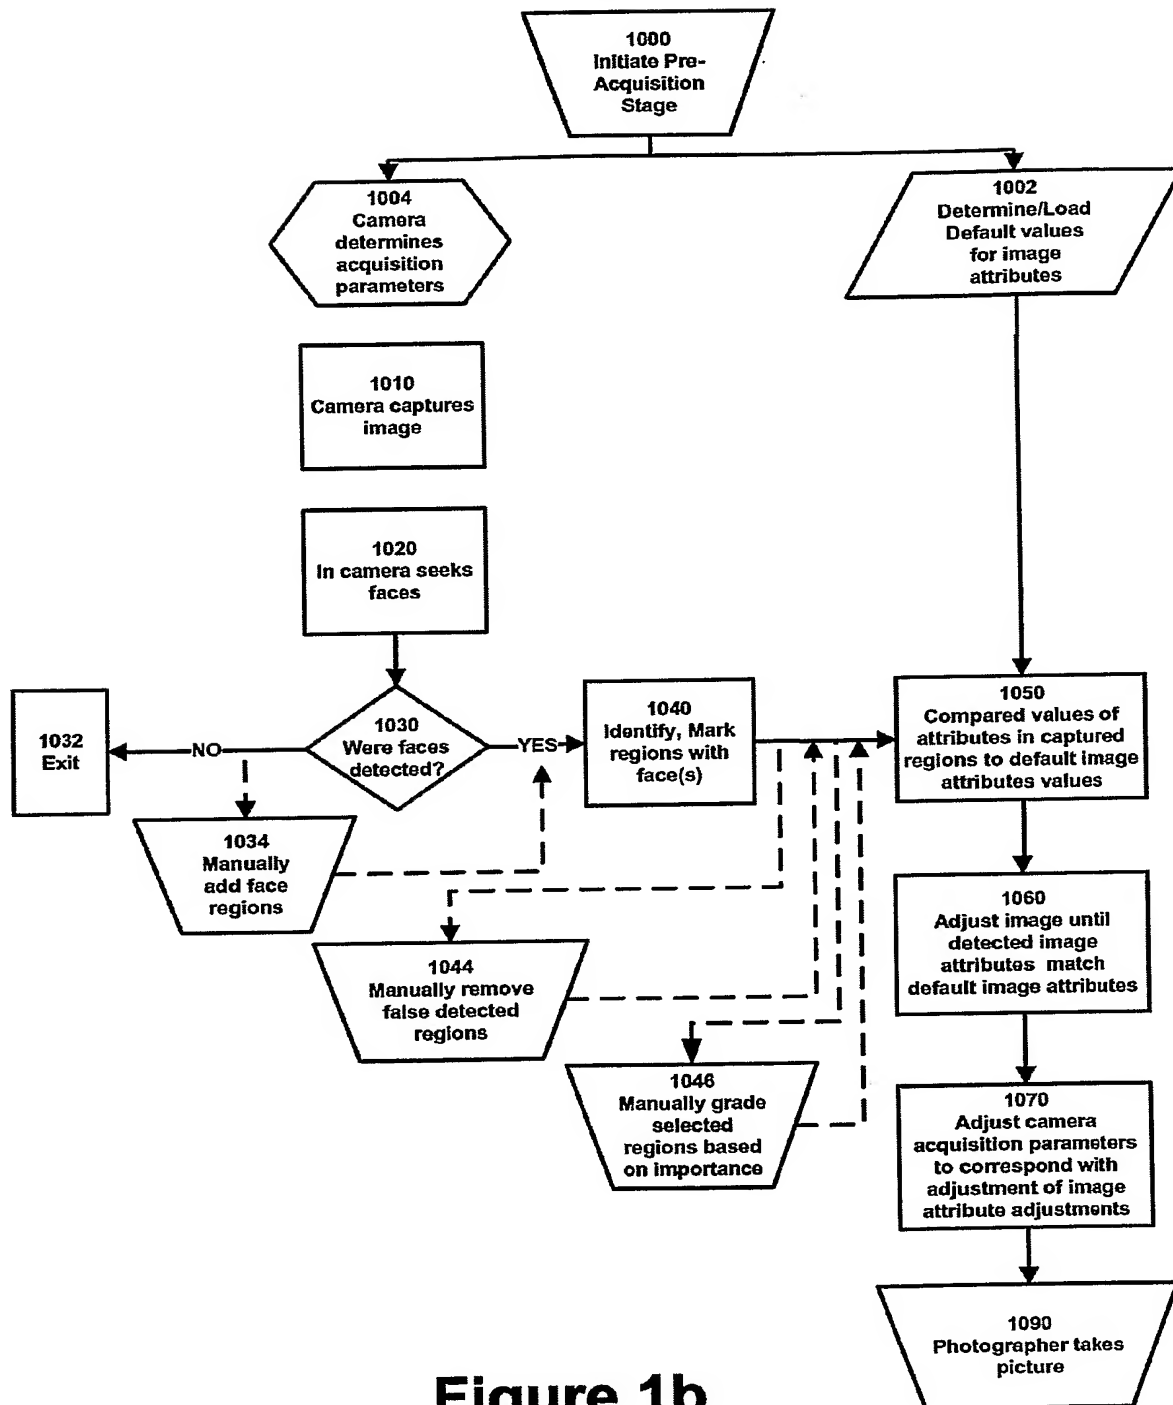 1000
Initiate Pre-
Acquisition
Stage
1004
Camera
determines
acquisition
parameters
1002
Determine/Load
Default values
for image
attributes
1010
Camera captures
image
1020
In camera seeks
faces
1032
Exit
NO
1030
Were faces
detected?
YES
1040
Identify, Mark
regions with
face(s)
1050
Compared values of
attributes in captured
regions to default image
attributes values
1034
Manually
add face
regions
1044
Manually remove
false detected
regions
1060
Adjust image until
detected image
attributes match
default image attributes
1046
Manually grade
selected
regions based
on importance
1070
Adjust camera
acquisition parameters
to correspond with
adjustment of image
attribute adjustments
1090
Photographer takes
picture
Figure 1b